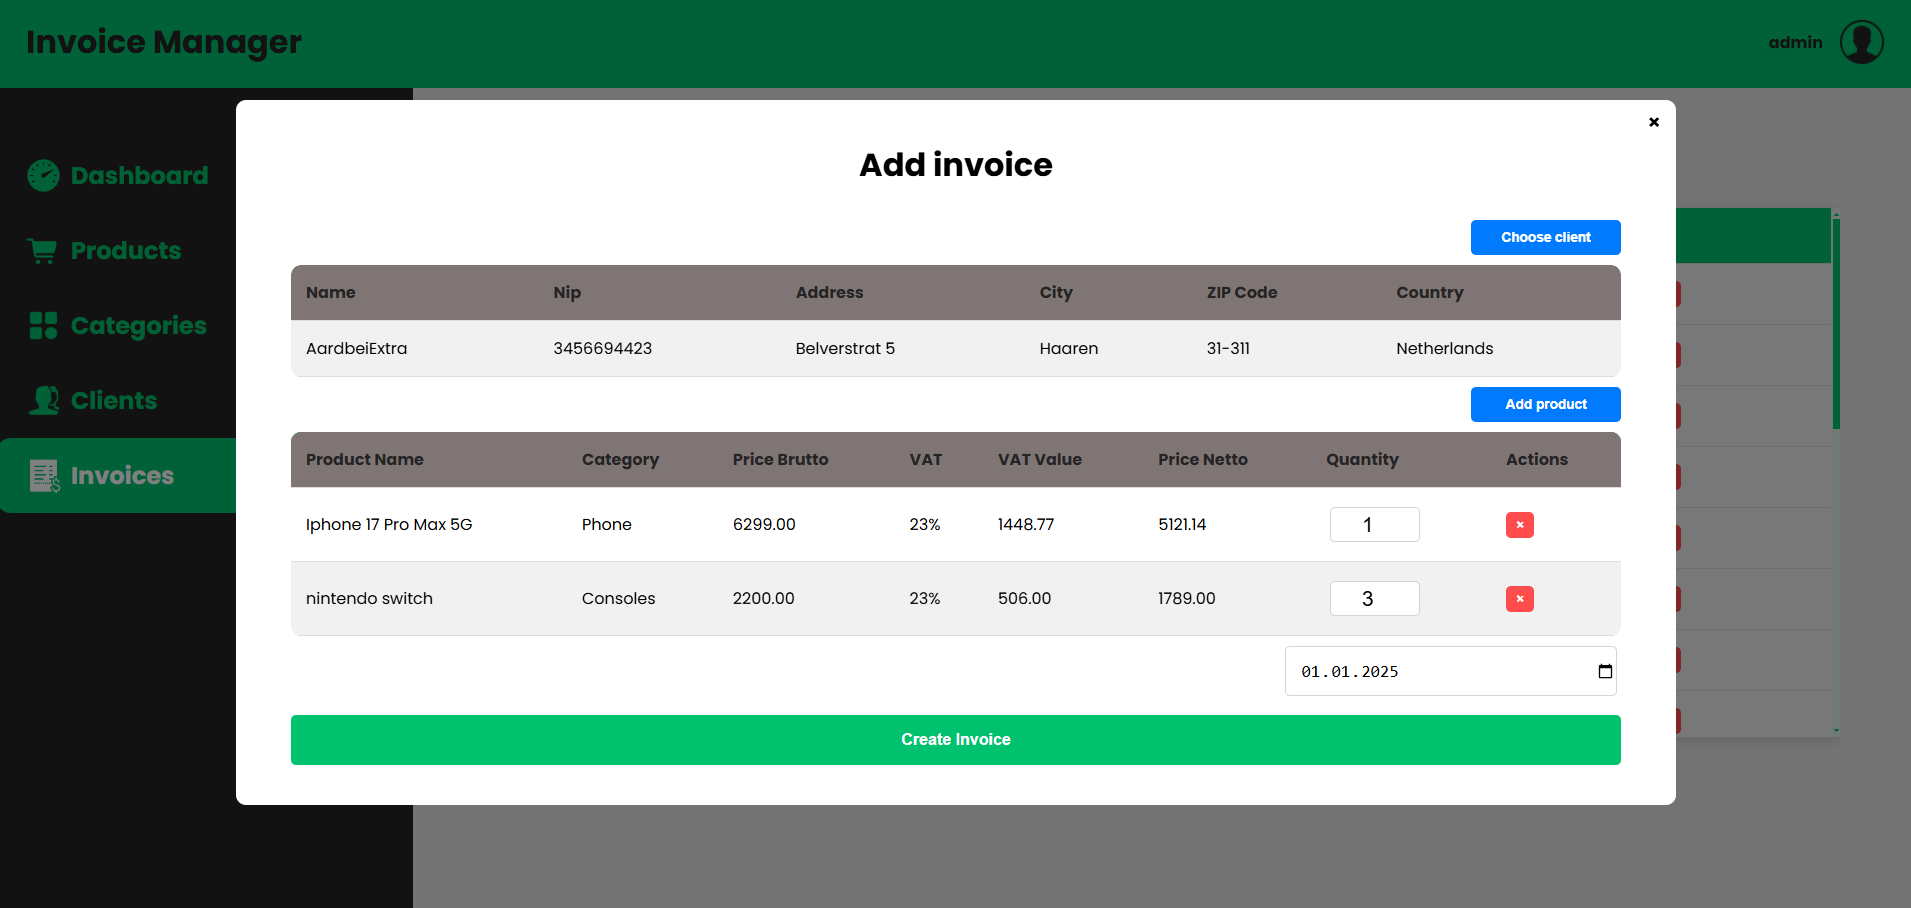 Invoice Manager
admin
Dashboard
Products
Categories
Clients
Invoices
Add invoice
Choose client
Name Nip Address City ZIP Code Country
AardbeiExtra 3456694423 Belverstrat 5 Haaren 31-311 Netherlands
Add product
Product Name Category Price Brutto VAT VAT Value Price Netto Quantity Actions
Iphone 17 Pro Max 5G Phone 6299.00 23% 1448.77 5121.14 1
nintendo switch Consoles 2200.00 23% 506.00 1789.00 3
01.01.2025
Create Invoice